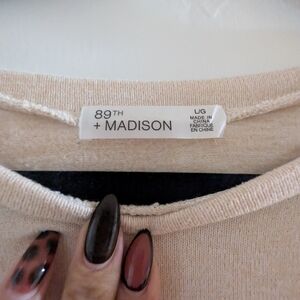 89TH
+ MADISON
L/G
MADE IN
CHINA
FABRIQUÉ
EN CHINE